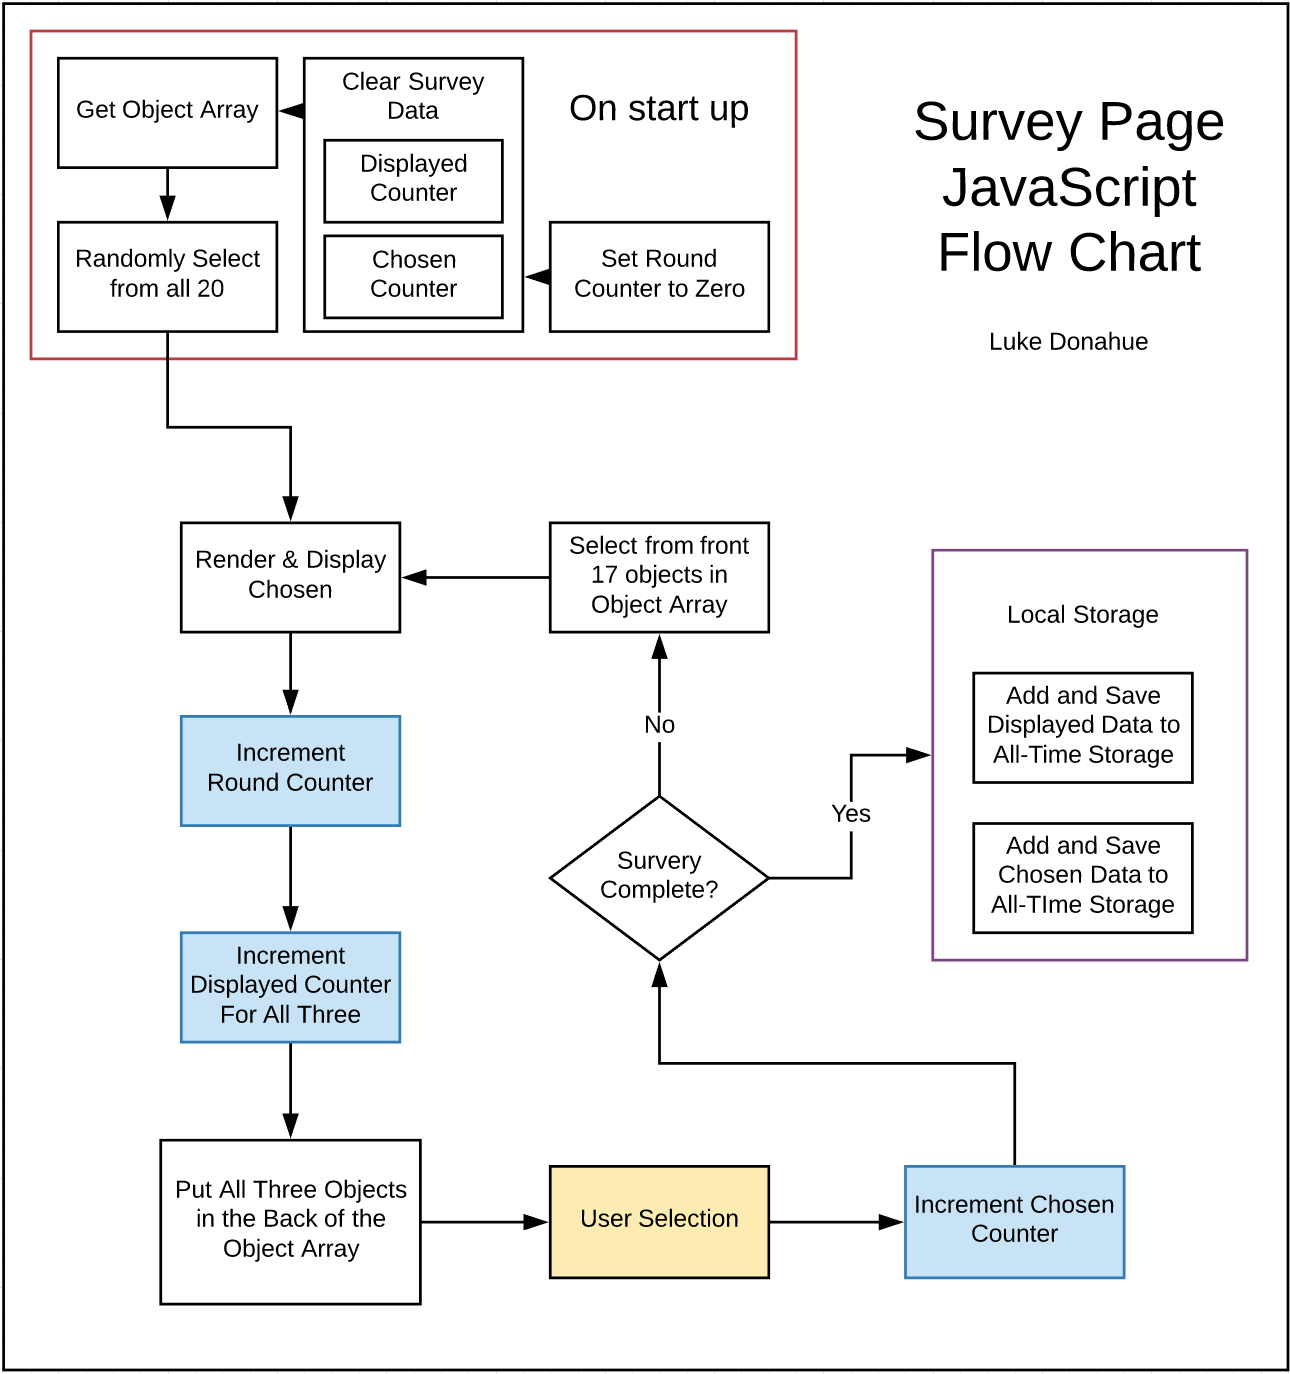 Get Object Array
Clear Survey
Data
Displayed
Counter
Chosen
Counter
On start up
Randomly Select
from all 20
Set Round
Counter to Zero
Survey Page
JavaScript
Flow Chart
Luke Donahue
Render & Display
Chosen
Select from front
17 objects in
Object Array
Local Storage
Add and Save
Displayed Data to
All-Time Storage
Add and Save
Chosen Data to
All-TIme Storage
No
Yes
Increment
Round Counter
Survery
Complete?
Increment
Displayed Counter
For All Three
Put All Three Objects
in the Back of the
Object Array
User Selection
Increment Chosen
Counter